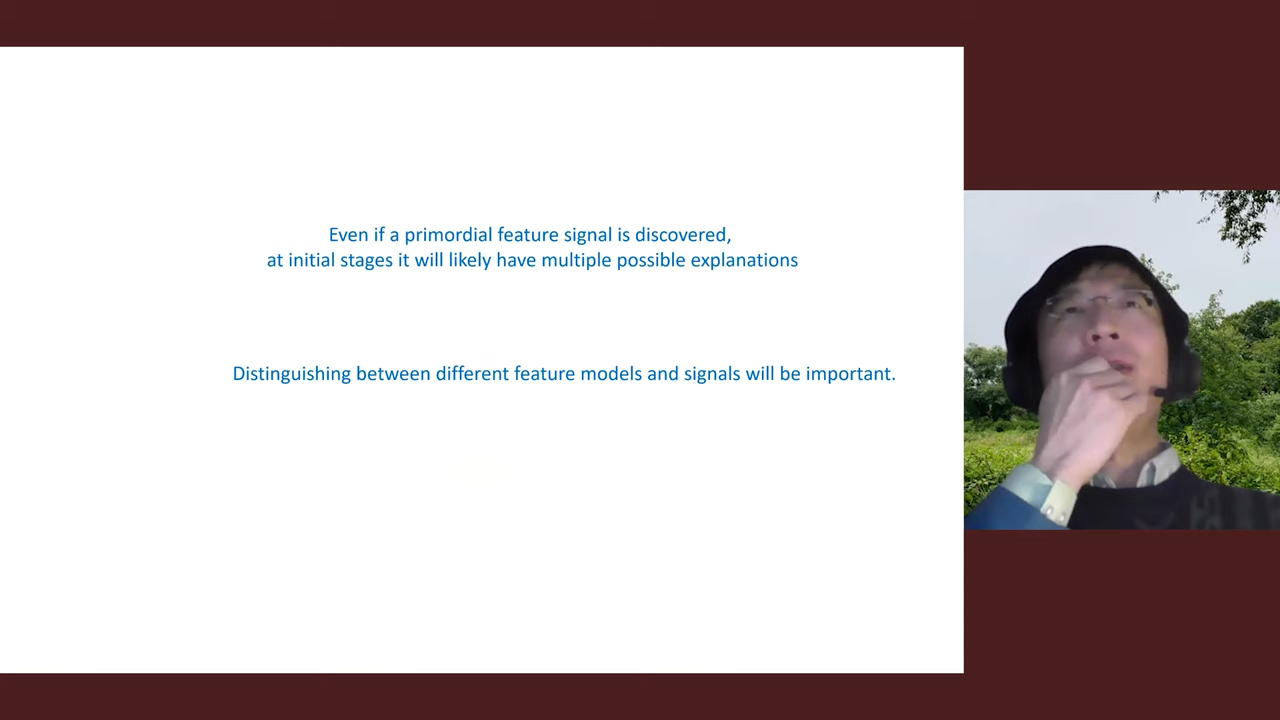 Even if a primordial feature signal is discovered,
at initial stages it will likely have multiple possible explanations
Distinguishing between different feature models and signals will be important.